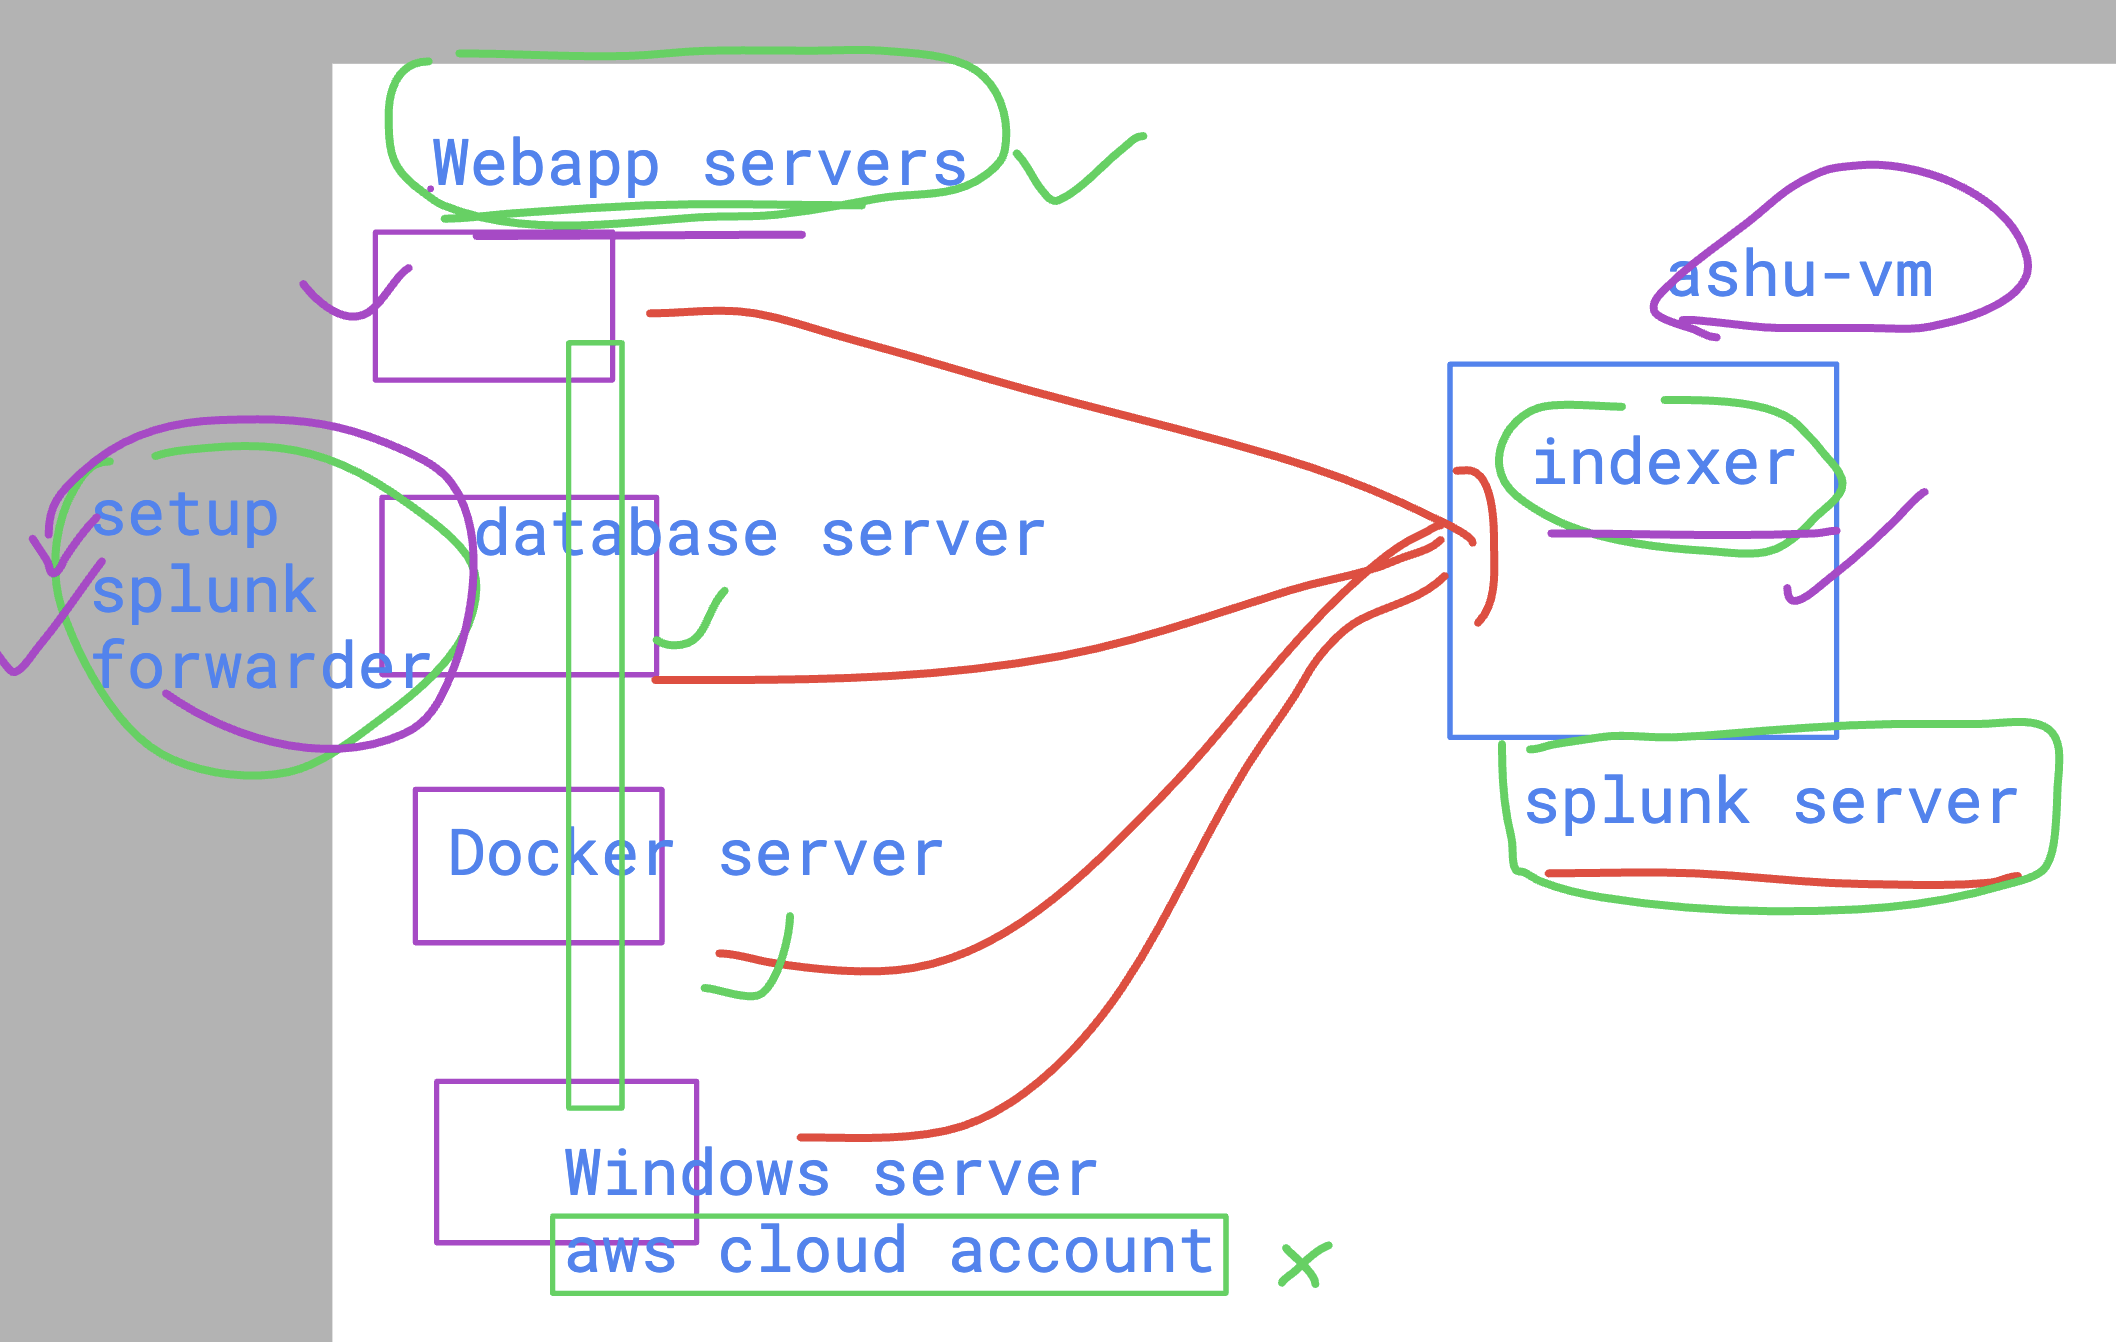 Webapp servers
ashu-vm
indexer
setup
splunk
forwarder
database server
splunk server
Docker server
Windows server
aws cloud account